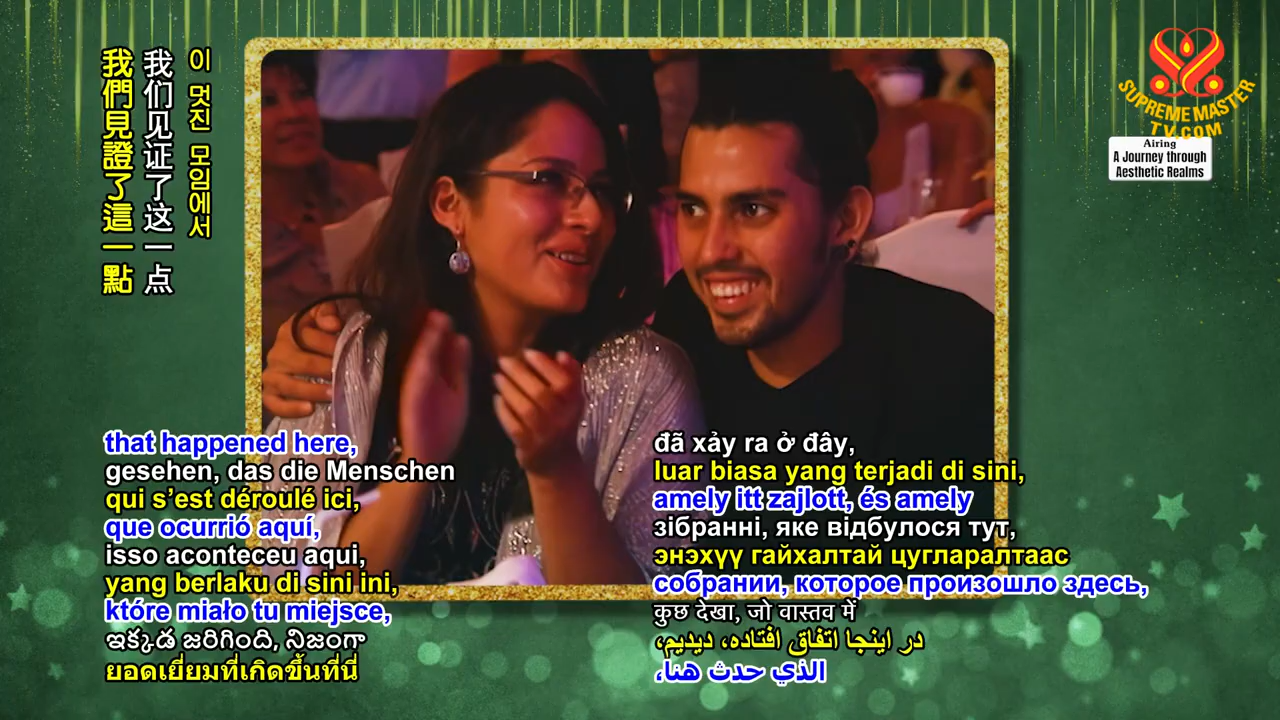 我們見證了這一點
我们见证了这一点
이 멋진 모임에서
SUPREME MASTER
TV.COM
Airing
A Journey through
Aesthetic Realms
that happened here,
gesehen, das die Menschen
qui s’est déroulé ici,
que ocurrió aquí,
isso aconteceu aqui,
yang berlaku di sini ini,
które miało tu miejsce,
ఇక్కడ జరిగింది, నిజంగా
ยอดเยี่ยมที่เกิดขึ้นที่นี่
đã xảy ra ở đây,
luar biasa yang terjadi di sini,
amely itt zajlott, és amely
зібранні, яке відбулося тут,
энэхүү гайхалтай цугларалтаас
собрании, которое произошло здесь,
कुछ देखा, जो वास्तव में
در اینجا اتفاق افتاده، دیدیم،
الذي حدث هنا،